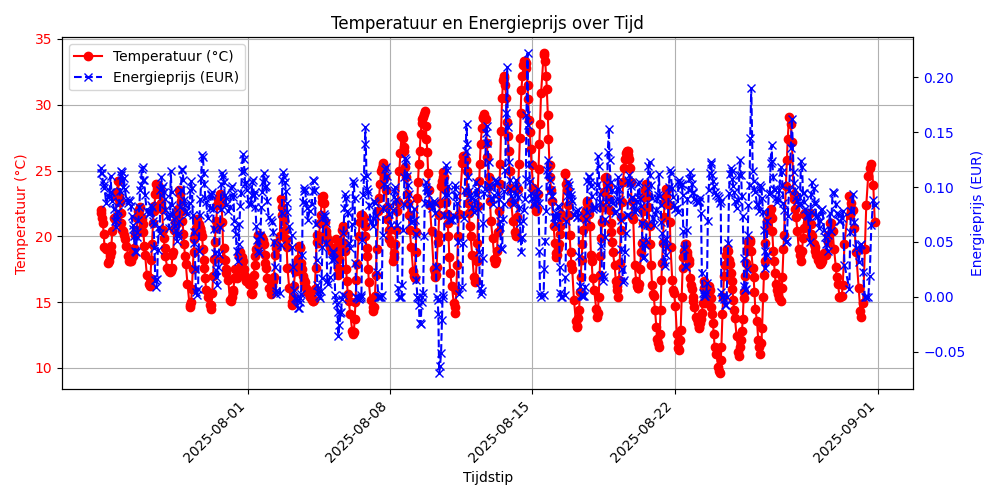 Temperatuur en Energieprijs over Tijd
Temperatuur (°C)
Energieprijs (EUR)
Temperatuur (°C)
35
30
25
20
15
10
Energieprijs (EUR)
0.20
0.15
0.10
0.05
0.00
−0.05
2025-08-01
2025-08-08
2025-08-15
2025-08-22
2025-09-01
Tijdstip